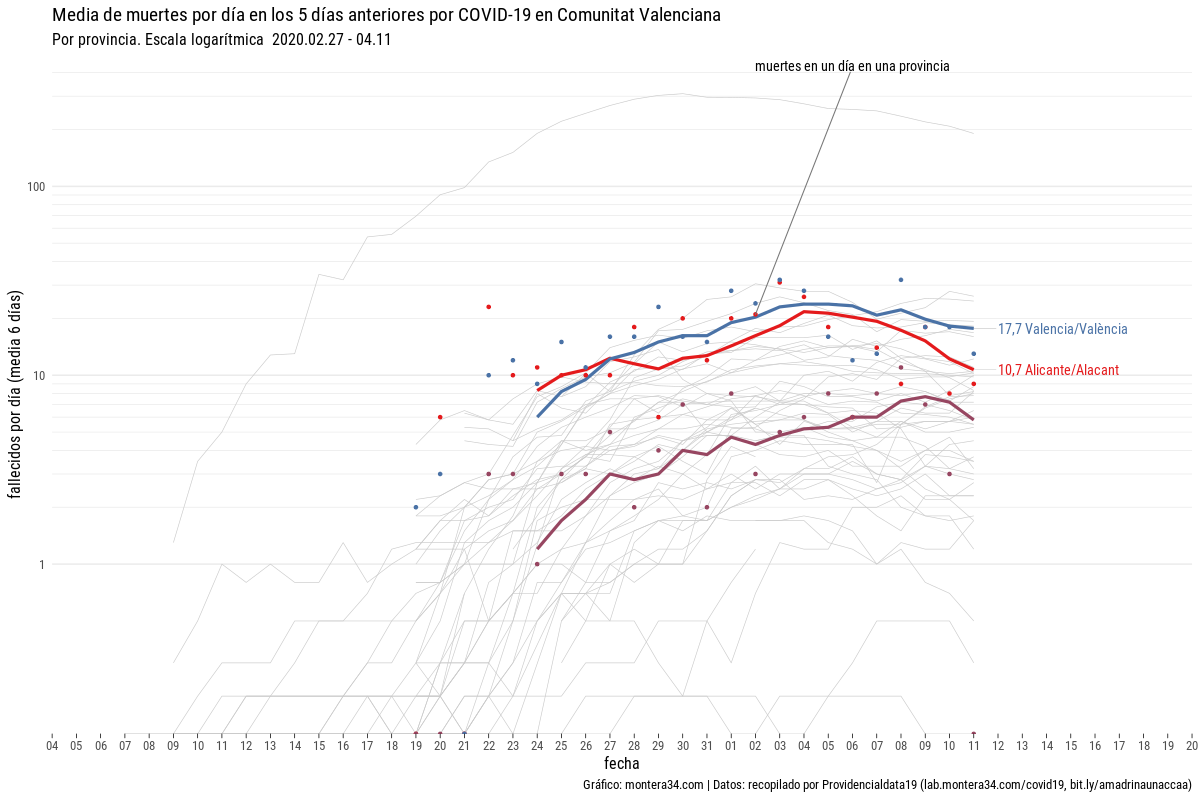 Media de muertes por día en los 5 días anteriores por COVID-19 en Comunitat Valenciana
Por provincia. Escala logarítmica 2020.02.27 - 04.11
muertes en un día en una provincia
fallecidos por día (media 6 días)
100
10
1
17,7 Valencia/València
10,7 Alicante/Alacant
04 05 06 07 08 09 10 11 12 13 14 15 16 17 18 19 20 21 22 23 24 25 26 27 28 29 30 31 01 02 03 04 05 06 07 08 09 10 11 12 13 14 15 16 17 18 19 20
fecha
Gráfico: montera34.com | Datos: recopilado por Providencialdata19 (lab.montera34.com/covid19, bit.ly/amadrinaunaccaa)